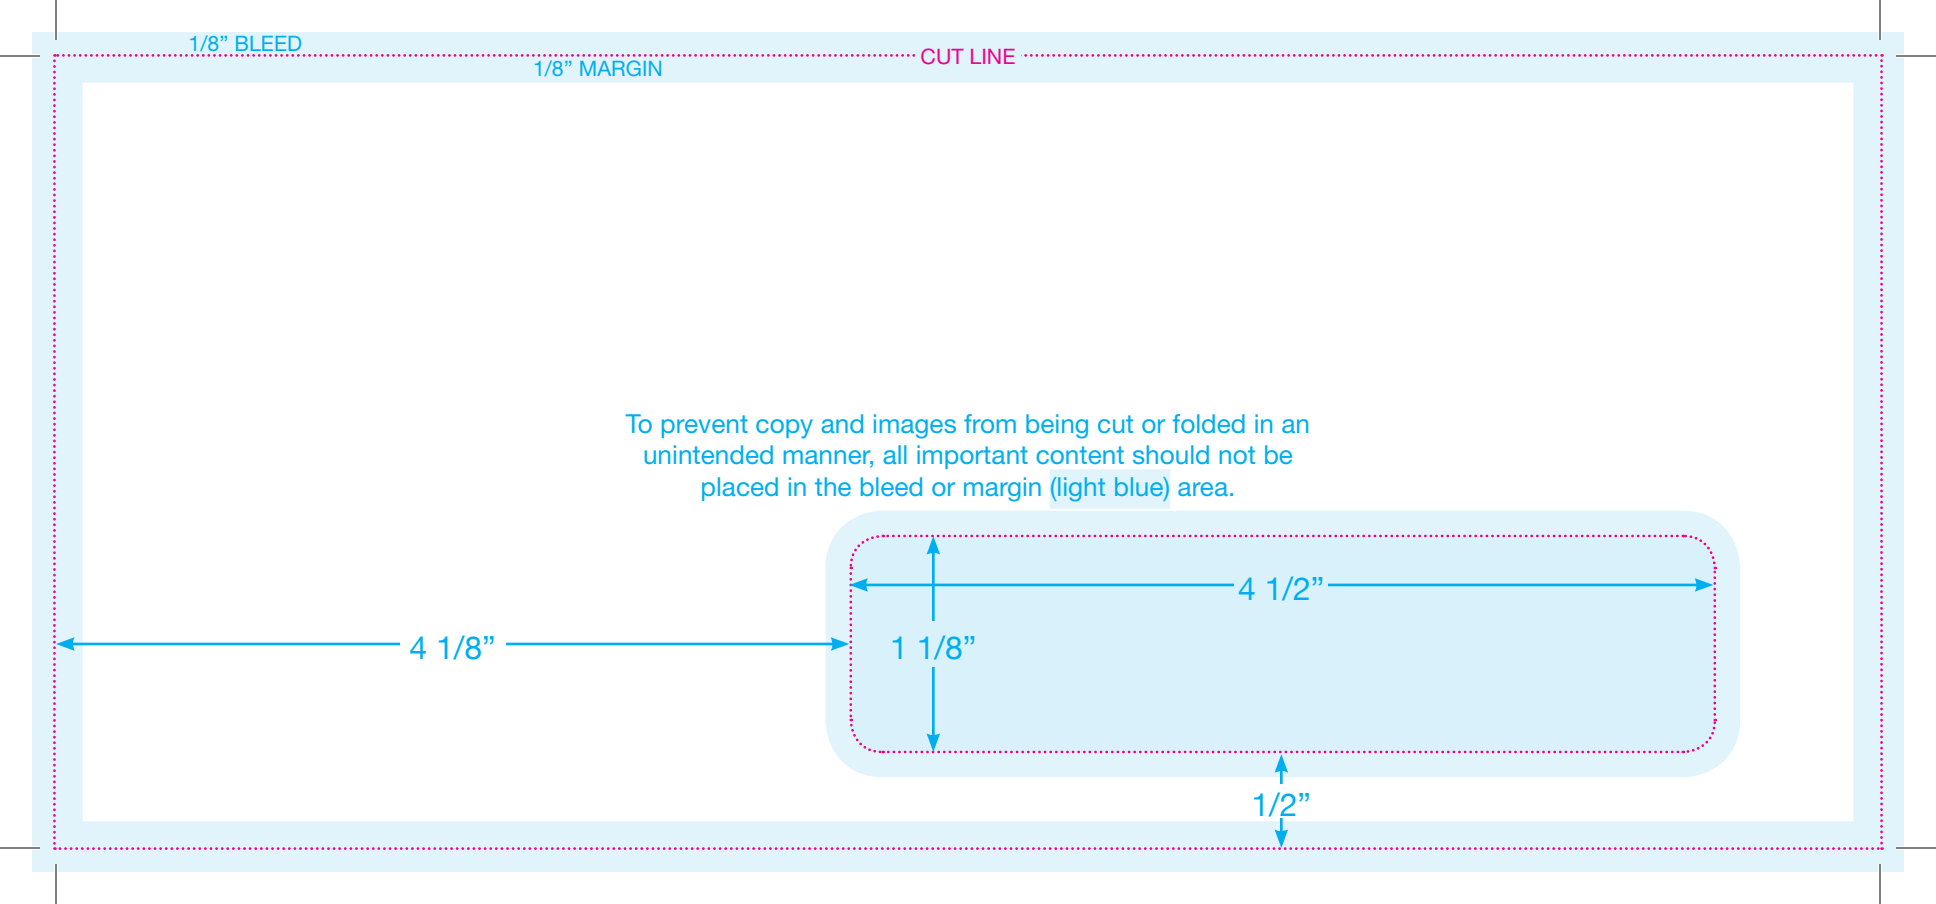 1/8” BLEED
CUT LINE
1/8” MARGIN
To prevent copy and images from being cut or folded in an
unintended manner, all important content should not be
placed in the bleed or margin (light blue) area.
4 1/2”
4 1/8”
1 1/8”
1/2”